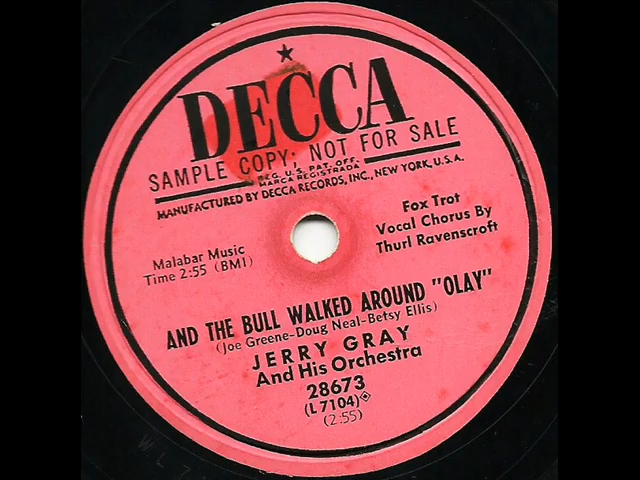 DECCA
SAMPLE COPY; NOT FOR SALE
REG. U.S. PAT. OFF.
MARCA REGISTRADA
MANUFACTURED BY DECCA RECORDS, INC., NEW YORK, U.S.A.
Fox Trot
Vocal Chorus By
Thurl Ravenscroft
Malabar Music
Time 2:55 (BMI)
AND THE BULL WALKED AROUND "OLAY"
(Joe Greene-Doug Neal-Betsy Ellis)
JERRY GRAY
And His Orchestra
28673
(L 7104)
(2:55)